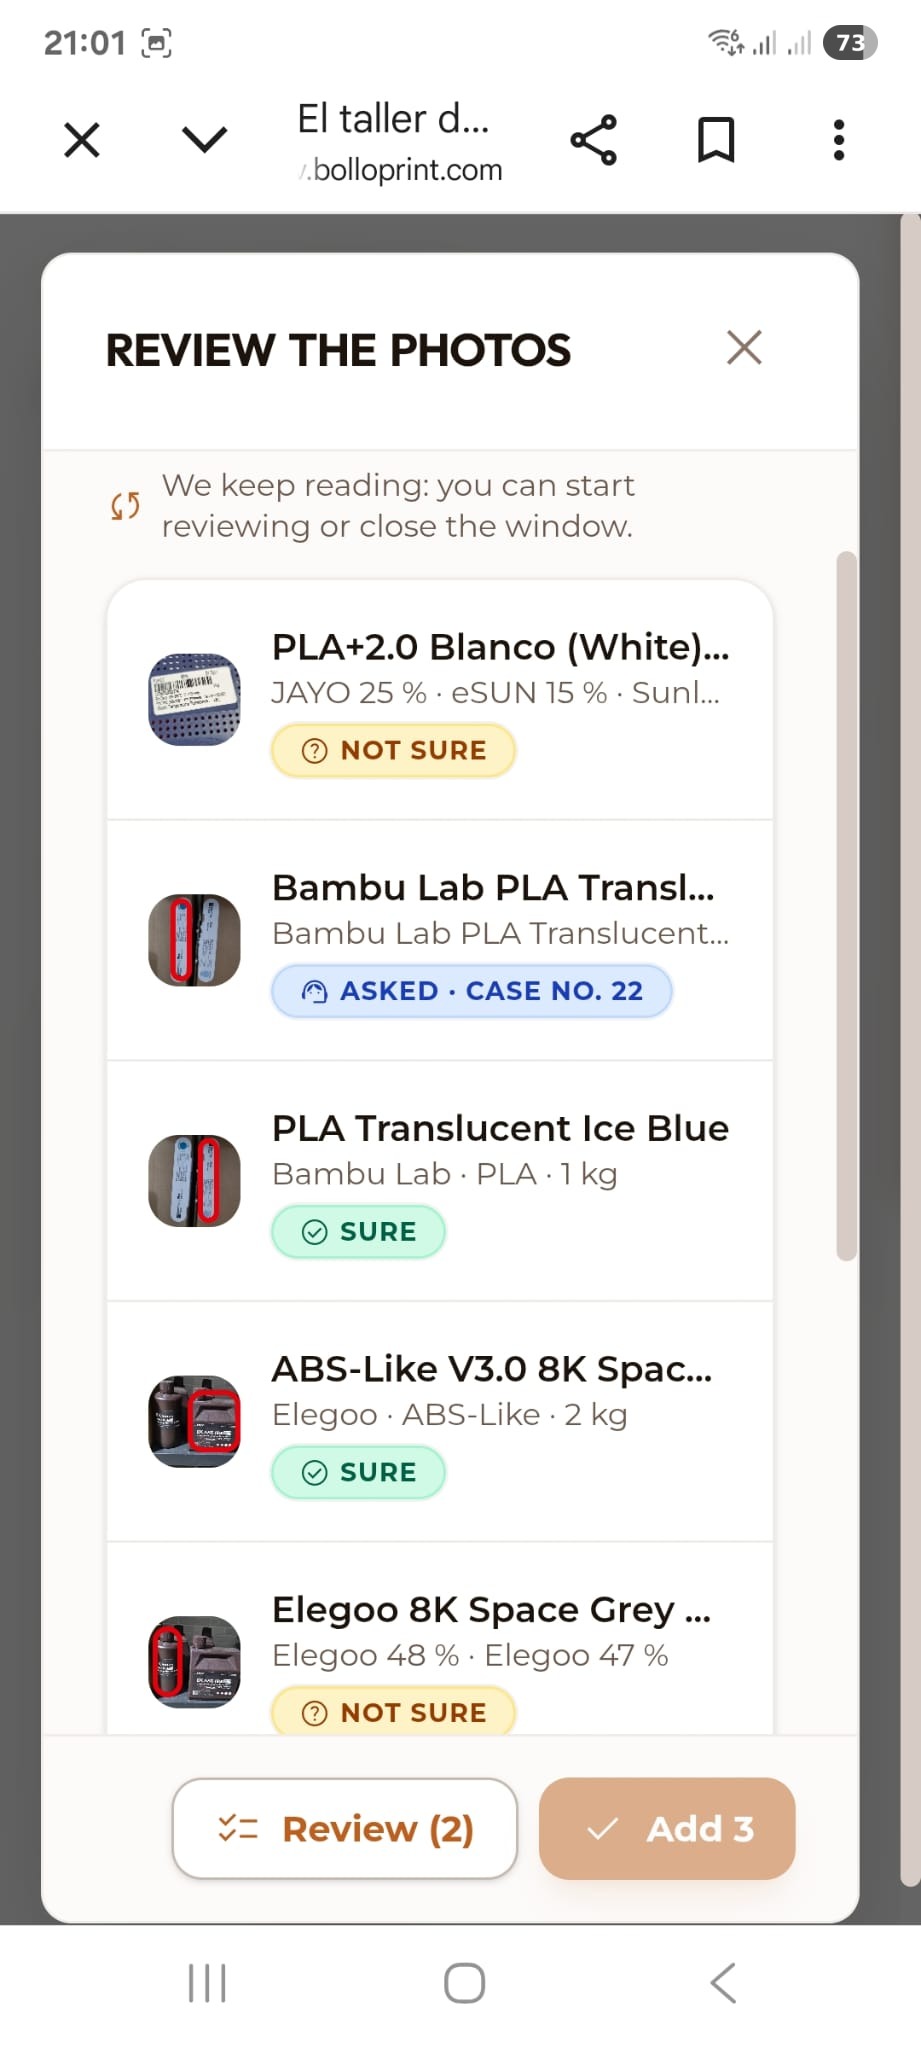 21:01
73
El taller d...
.bolloprint.com
REVIEW THE PHOTOS
We keep reading: you can start
reviewing or close the window.
PLA+2.0 Blanco (White)...
JAYO 25 % · eSUN 15 % · Sunl...
NOT SURE
Bambu Lab PLA Transl...
Bambu Lab PLA Translucent...
ASKED · CASE NO. 22
PLA Translucent Ice Blue
Bambu Lab · PLA · 1 kg
SURE
ABS-Like V3.0 8K Spac...
Elegoo · ABS-Like · 2 kg
SURE
Elegoo 8K Space Grey ...
Elegoo 48 % · Elegoo 47 %
NOT SURE
Review (2)
Add 3